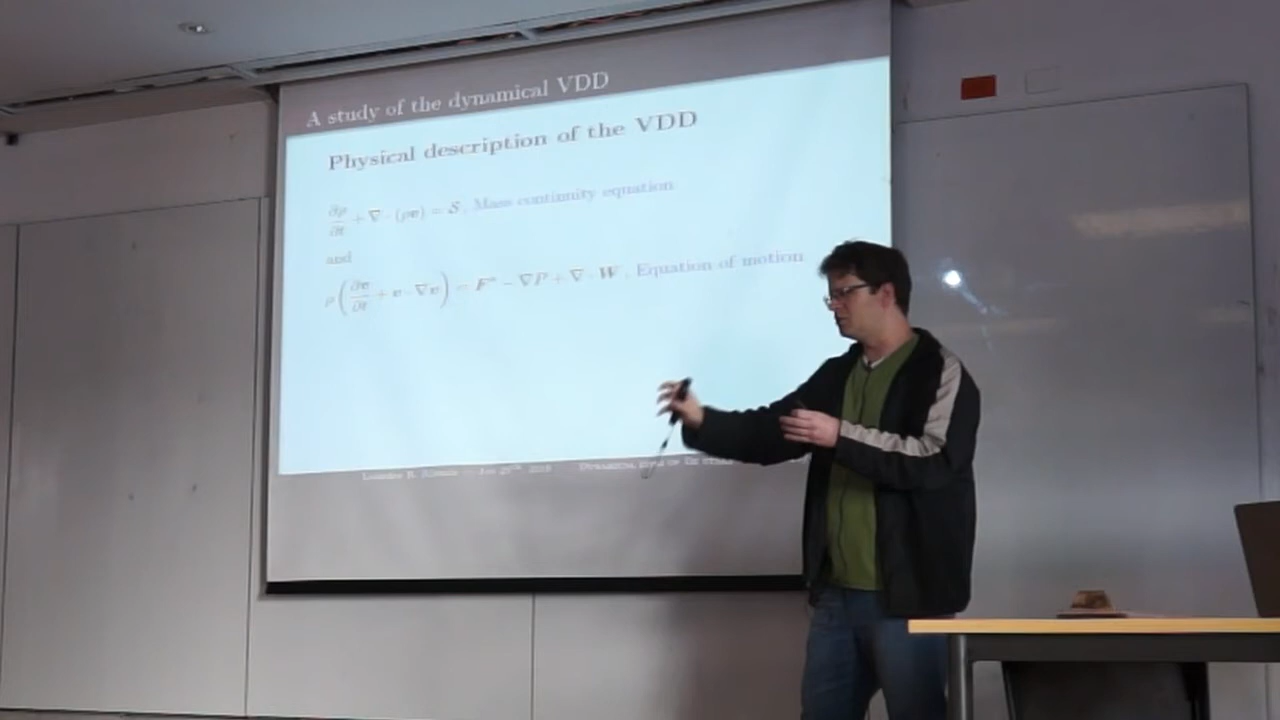 A study of the dynamical VDD
Physical description of the VDD
∂ρ/∂t + ∇ · (ρv) = S , Mass continuity equation
and
ρ (∂v/∂t + v · ∇v) = F − ∇P + ∇ · W , Equation of motion